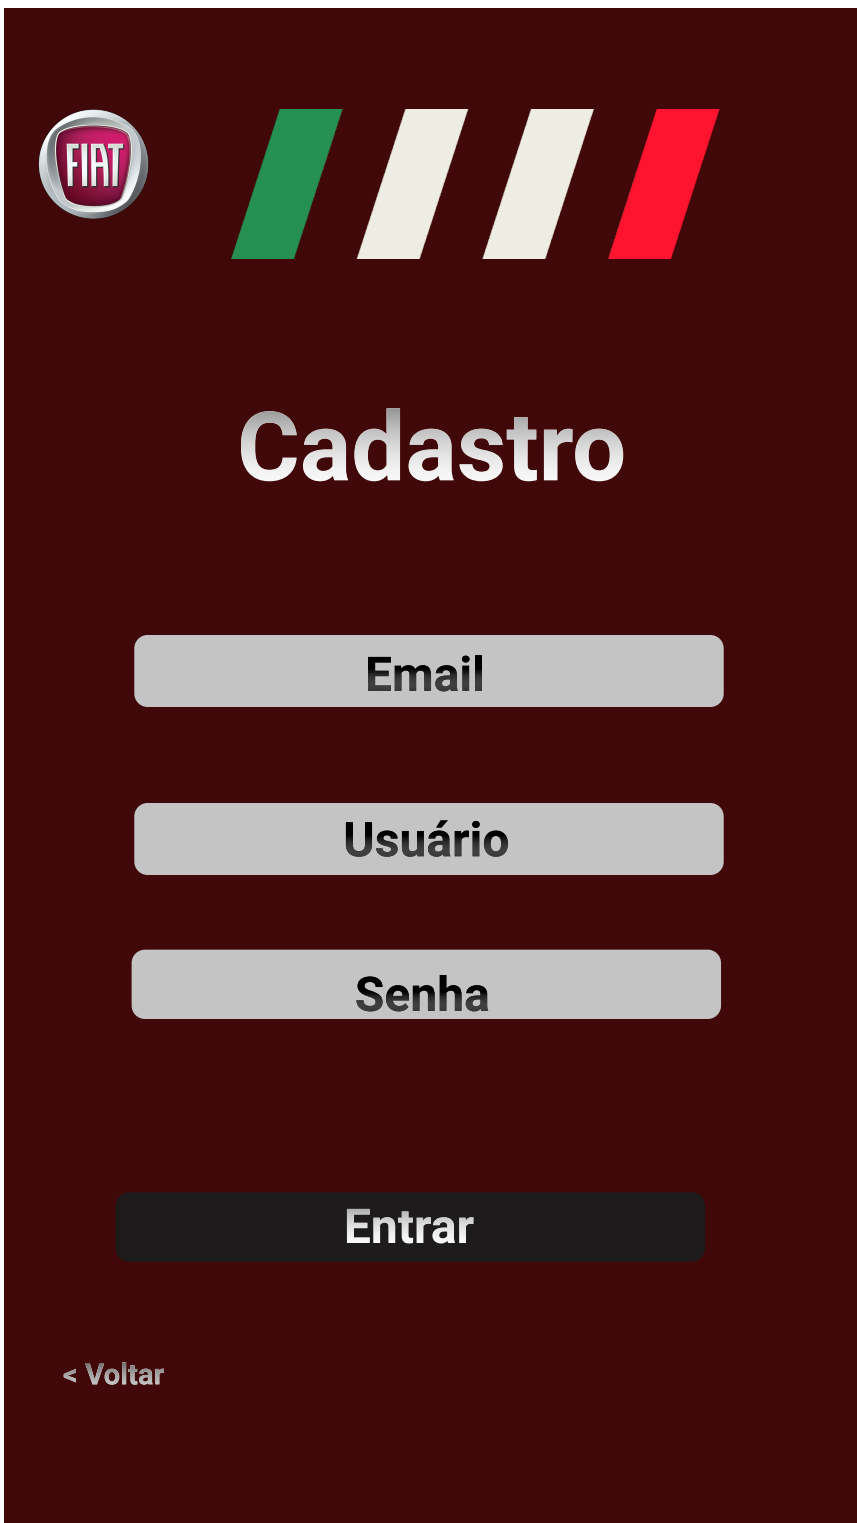 FIAT
Cadastro
Email
Usuário
Senha
Entrar
< Voltar